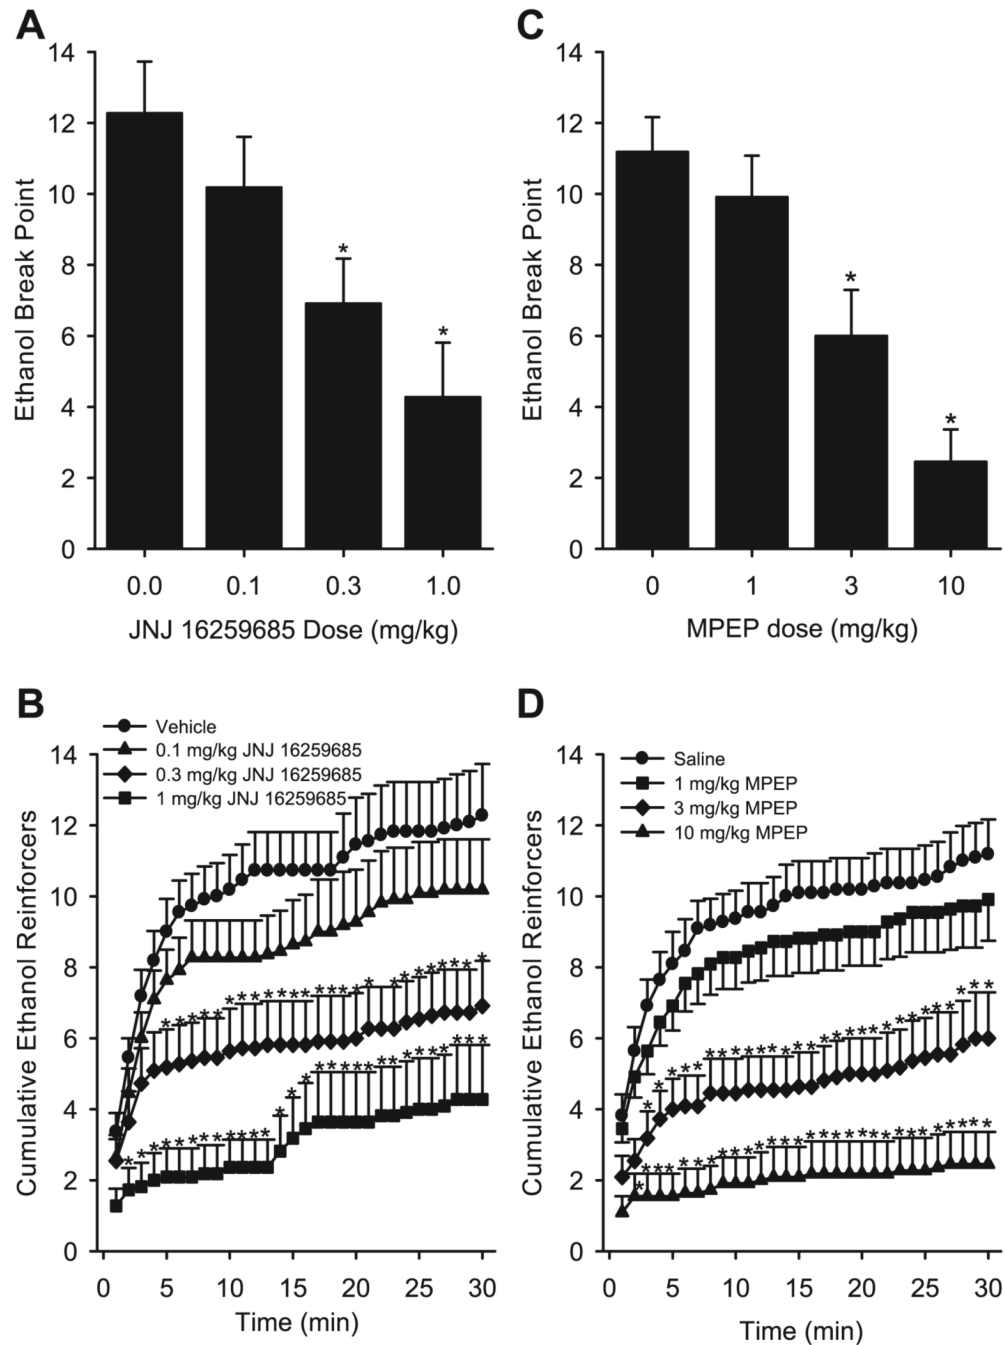 A
14
12
10
8
6
4
2
0
Ethanol Break Point
*
*
0.0 0.1 0.3 1.0
JNJ 16259685 Dose (mg/kg)
C
14
12
10
8
6
4
2
0
Ethanol Break Point
*
*
0 1 3 10
MPEP dose (mg/kg)
B
Vehicle
0.1 mg/kg JNJ 16259685
0.3 mg/kg JNJ 16259685
1 mg/kg JNJ 16259685
14
12
10
8
6
4
2
0
Cumulative Ethanol Reinforcers
0 5 10 15 20 25 30
Time (min)
D
Saline
1 mg/kg MPEP
3 mg/kg MPEP
10 mg/kg MPEP
14
12
10
8
6
4
2
0
Cumulative Ethanol Reinforcers
0 5 10 15 20 25 30
Time (min)